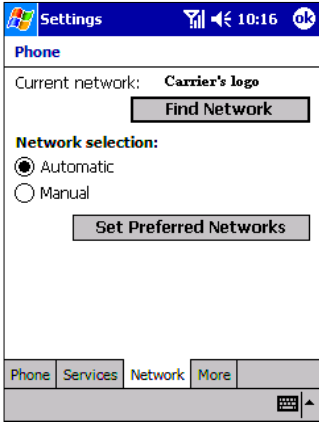 Settings 10:16 ok
Phone
Current network: Carrier's logo
Find Network
Network selection:
Automatic
Manual
Set Preferred Networks
Phone Services Network More